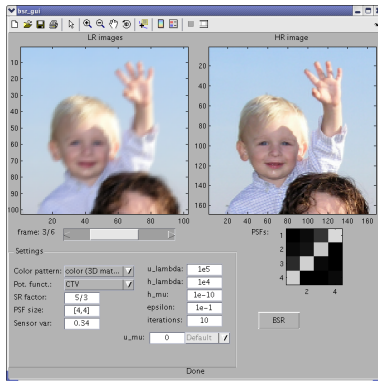 bsr_gui
LR images
HR image
10
20
30
40
50
60
70
80
90
100
20 40 60 80 100
20
40
60
80
100
120
140
160
20 40 60 80 100 120 140 160
frame: 3/6
PSFs:
1
2
3
4
2 4
Settings
Color pattern: color (3D mat...
Pot. funct.: CTV
SR factor: 5/3
PSF size: [4,4]
Sensor var: 0.34
u_lambda: 1e5
h_lambda: 1e4
h_mu: 1e-10
epsilon: 1e-1
iterations: 10
u_mu: 0 Default
BSR
Done